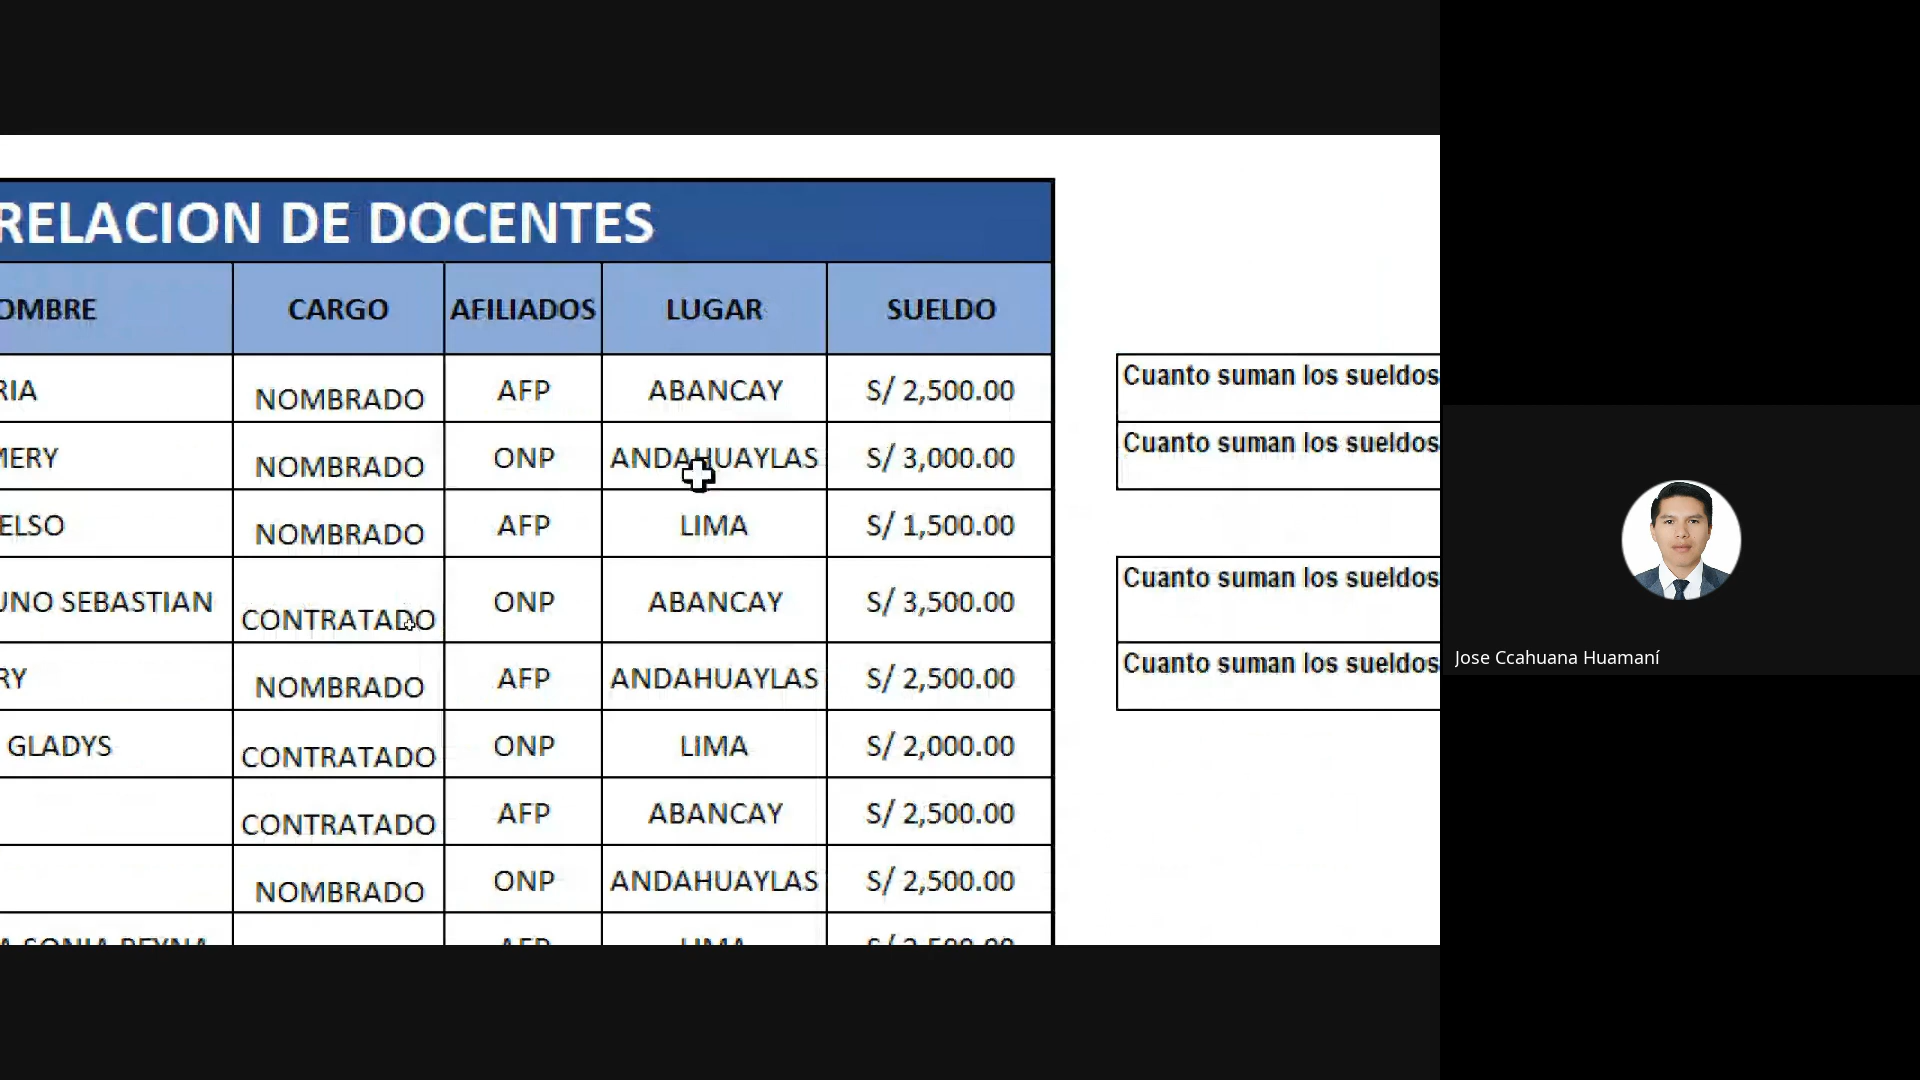 RELACION DE DOCENTES
OMBRE CARGO AFILIADOS LUGAR SUELDO
RIA NOMBRADO AFP ABANCAY S/ 2,500.00 Cuanto suman los sueldos
MERY NOMBRADO ONP ANDAHUAYLAS S/ 3,000.00 Cuanto suman los sueldos
ELSO NOMBRADO AFP LIMA S/ 1,500.00
UNO SEBASTIAN CONTRATADO ONP ABANCAY S/ 3,500.00 Cuanto suman los sueldos
RY NOMBRADO AFP ANDAHUAYLAS S/ 2,500.00 Cuanto suman los sueldos
GLADYS CONTRATADO ONP LIMA S/ 2,000.00
CONTRATADO AFP ABANCAY S/ 2,500.00
NOMBRADO ONP ANDAHUAYLAS S/ 2,500.00
A SONIA REYNA AFP LIMA
Jose Ccahuana Huamaní